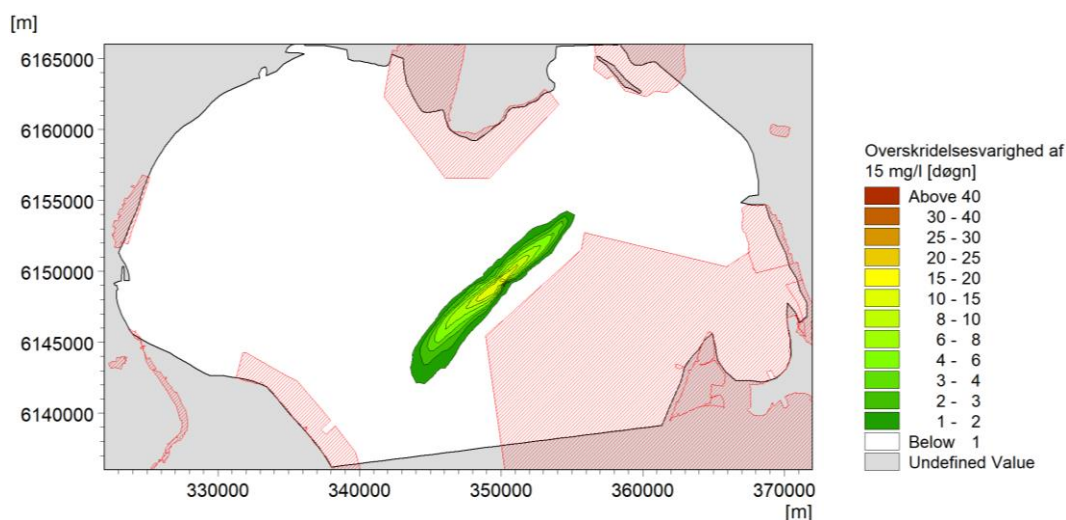 [m]
6165000
6160000
6155000
6150000
6145000
6140000
330000 340000 350000 360000 370000
[m]
Overskridelsesvarighed af
15 mg/l [døgn]
Above 40
30 - 40
25 - 30
20 - 25
15 - 20
10 - 15
8 - 10
6 - 8
4 - 6
3 - 4
2 - 3
1 - 2
Below 1
Undefined Value